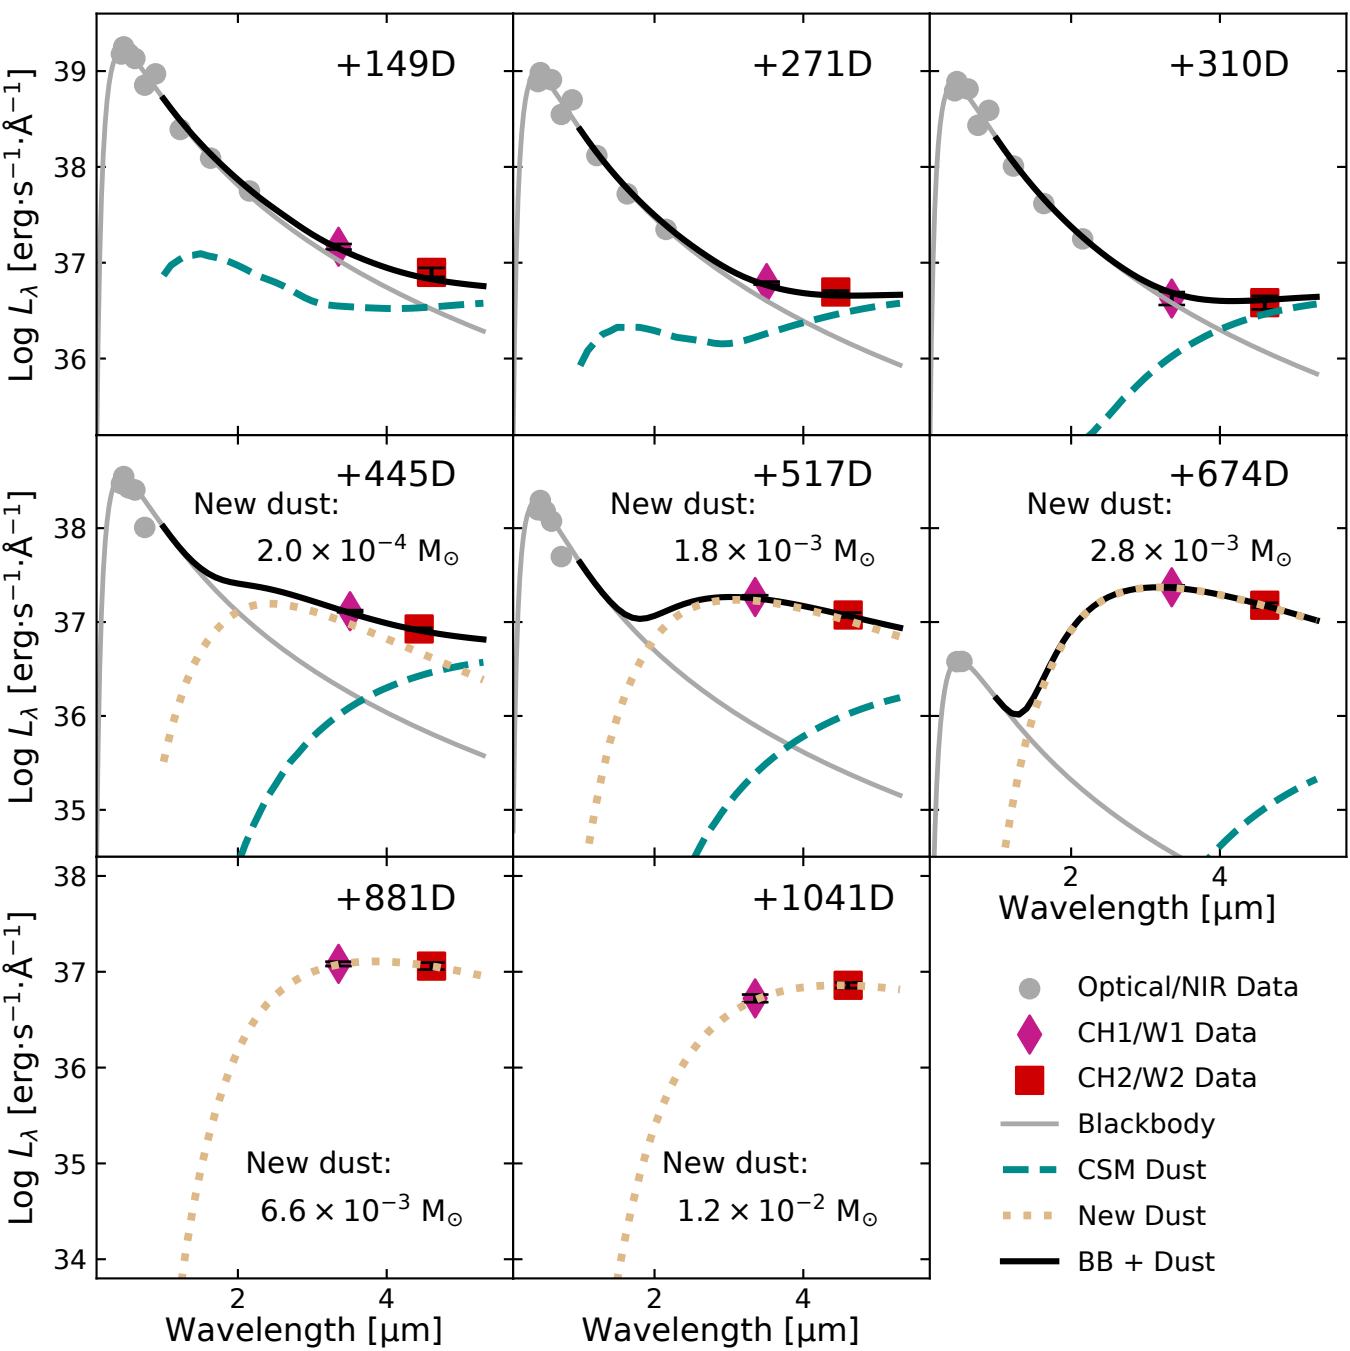 +149D
+271D
+310D
39
38
37
36
Log Lλ [erg·s⁻¹·Å⁻¹]
+445D
New dust:
2.0 × 10⁻⁴ M⊙
+517D
New dust:
1.8 × 10⁻³ M⊙
+674D
New dust:
2.8 × 10⁻³ M⊙
38
37
36
35
Log Lλ [erg·s⁻¹·Å⁻¹]
2 4
Wavelength [μm]
+881D
New dust:
6.6 × 10⁻³ M⊙
+1041D
New dust:
1.2 × 10⁻² M⊙
38
37
36
35
34
Log Lλ [erg·s⁻¹·Å⁻¹]
2 4
Wavelength [μm]
2 4
Wavelength [μm]
Optical/NIR Data
CH1/W1 Data
CH2/W2 Data
Blackbody
CSM Dust
New Dust
BB + Dust